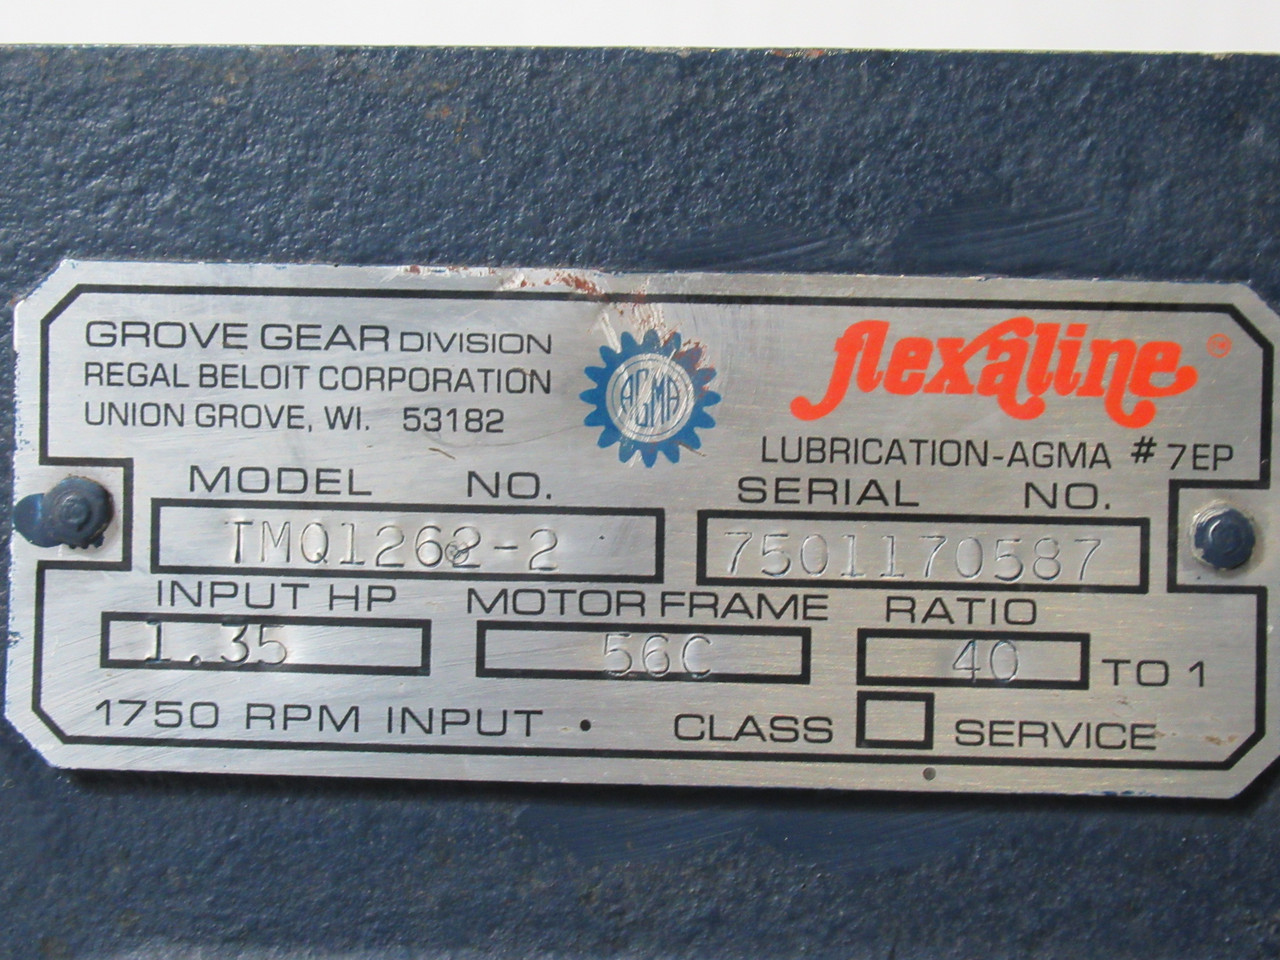 GROVE GEAR DIVISION
REGAL BELOIT CORPORATION
UNION GROVE, WI. 53182
AGMA
flexaline
LUBRICATION-AGMA #7EP
MODEL NO.
TMQ1262-2
SERIAL NO.
7501170587
INPUT HP
1.35
MOTOR FRAME
56C
RATIO
40 TO 1
1750 RPM INPUT • CLASS SERVICE